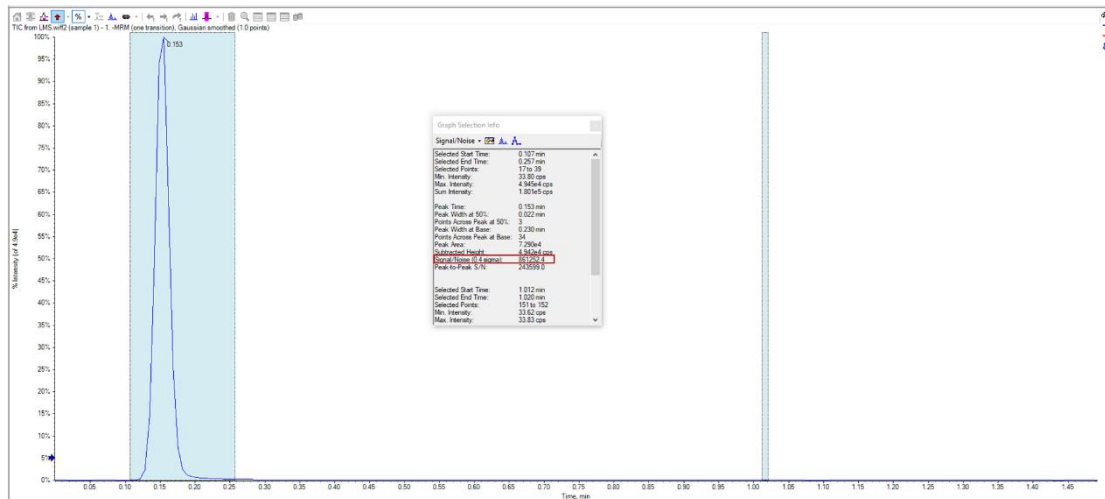 TIC from LMS.wiff2 (sample 1) - 1. -MRM (one transition), Gaussian smoothed (1.0 points)
100%
95%
90%
85%
80%
75%
70%
65%
60%
55%
50%
45%
40%
35%
30%
25%
20%
15%
10%
5%
0%
% Intensity (of 4.9e4)
0.153
Graph Selection Info
Signal/Noise
Selected Start Time: 0.107 min
Selected End Time: 0.257 min
Selected Points: 17 to 39
Min. Intensity: 33.80 cps
Max. Intensity: 4.945e4 cps
Sum Intensity: 1.801e5 cps
Peak Time: 0.153 min
Peak Width at 50%: 0.022 min
Points Across Peak at 50%: 3
Peak Width at Base: 0.230 min
Points Across Peak at Base: 34
Peak Area: 7.290e4
Subtracted Height: 4.942e4 cps
Signal/Noise (0.4 sigma): 861252.4
Peak-to-Peak S/N: 243599.0
Selected Start Time: 1.012 min
Selected End Time: 1.020 min
Selected Points: 151 to 152
Min. Intensity: 33.62 cps
Max. Intensity: 33.83 cps
0.05 0.10 0.15 0.20 0.25 0.30 0.35 0.40 0.45 0.50 0.55 0.60 0.65 0.70 0.75 0.80 0.85 0.90 0.95 1.00 1.05 1.10 1.15 1.20 1.25 1.30 1.35 1.40 1.45
Time, min